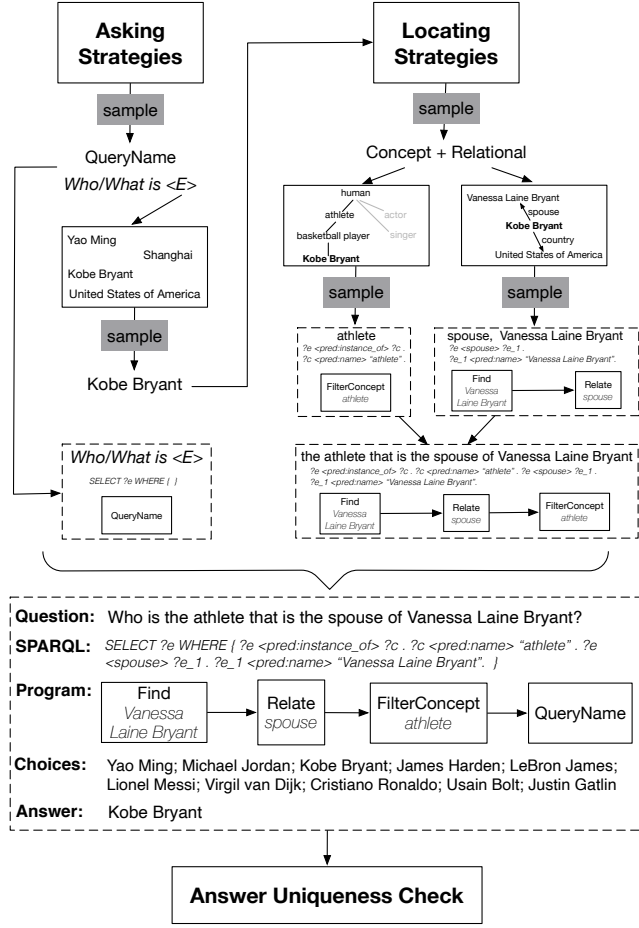 Asking
Strategies
sample
QueryName
Who/What is <E>
Yao Ming
Shanghai
Kobe Bryant
United States of America
sample
Kobe Bryant
Who/What is <E>
SELECT ?e WHERE { }
QueryName
Locating
Strategies
sample
Concept + Relational
human
athlete
actor
basketball player
singer
Kobe Bryant
Vanessa Laine Bryant
spouse
Kobe Bryant
country
United States of America
sample
sample
athlete
?e <pred:instance_of> ?c .
?c <pred:name> “athlete” .
FilterConcept
athlete
spouse, Vanessa Laine Bryant
?e <spouse> ?e_1 .
?e_1 <pred:name> “Vanessa Laine Bryant”.
Find
Vanessa
Laine Bryant
Relate
spouse
the athlete that is the spouse of Vanessa Laine Bryant
?e <pred:instance_of> ?c . ?c <pred:name> “athlete” . ?e <spouse> ?e_1 .
?e_1 <pred:name> “Vanessa Laine Bryant”.
Find
Vanessa
Laine Bryant
Relate
spouse
FilterConcept
athlete
Question: Who is the athlete that is the spouse of Vanessa Laine Bryant?
SPARQL: SELECT ?e WHERE { ?e <pred:instance_of> ?c . ?c <pred:name> “athlete” . ?e
<spouse> ?e_1 . ?e_1 <pred:name> “Vanessa Laine Bryant”. }
Program:
Find
Vanessa
Laine Bryant
Relate
spouse
FilterConcept
athlete
QueryName
Choices: Yao Ming; Michael Jordan; Kobe Bryant; James Harden; LeBron James;
Lionel Messi; Virgil van Dijk; Cristiano Ronaldo; Usain Bolt; Justin Gatlin
Answer: Kobe Bryant
Answer Uniqueness Check